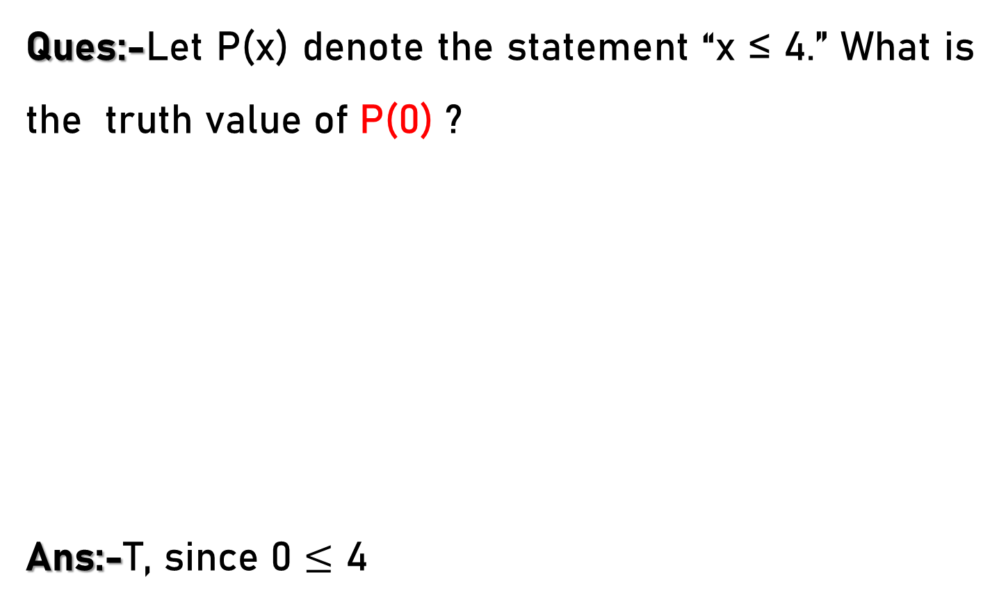 Ques:-Let P(x) denote the statement “x ≤ 4.” What is
the truth value of P(0) ?
Ans:-T, since 0 ≤ 4